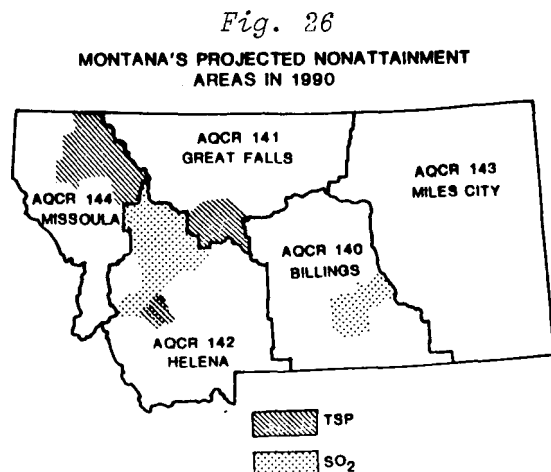 Fig. 26
MONTANA'S PROJECTED NONATTAINMENT
AREAS IN 1990
AQCR 141
GREAT FALLS
AQCR 143
MILES CITY
AQCR 144
MISSOULA
AQCR 140
BILLINGS
AQCR 142
HELENA
TSP
SO₂